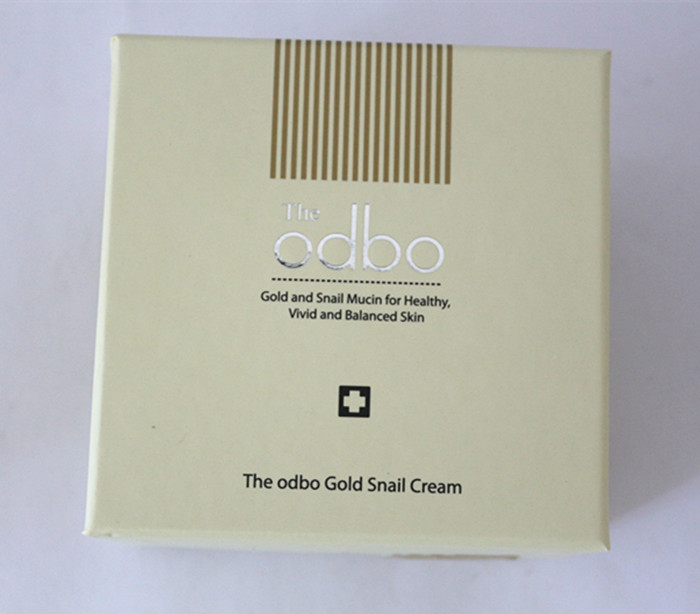 The
odbo
Gold and Snail Mucin for Healthy,
Vivid and Balanced Skin
The odbo Gold Snail Cream